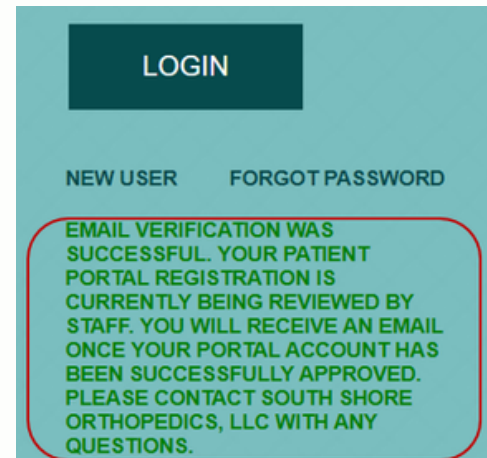 LOGIN
NEW USER FORGOT PASSWORD
EMAIL VERIFICATION WAS
SUCCESSFUL. YOUR PATIENT
PORTAL REGISTRATION IS
CURRENTLY BEING REVIEWED BY
STAFF. YOU WILL RECEIVE AN EMAIL
ONCE YOUR PORTAL ACCOUNT HAS
BEEN SUCCESSFULLY APPROVED.
PLEASE CONTACT SOUTH SHORE
ORTHOPEDICS, LLC WITH ANY
QUESTIONS.